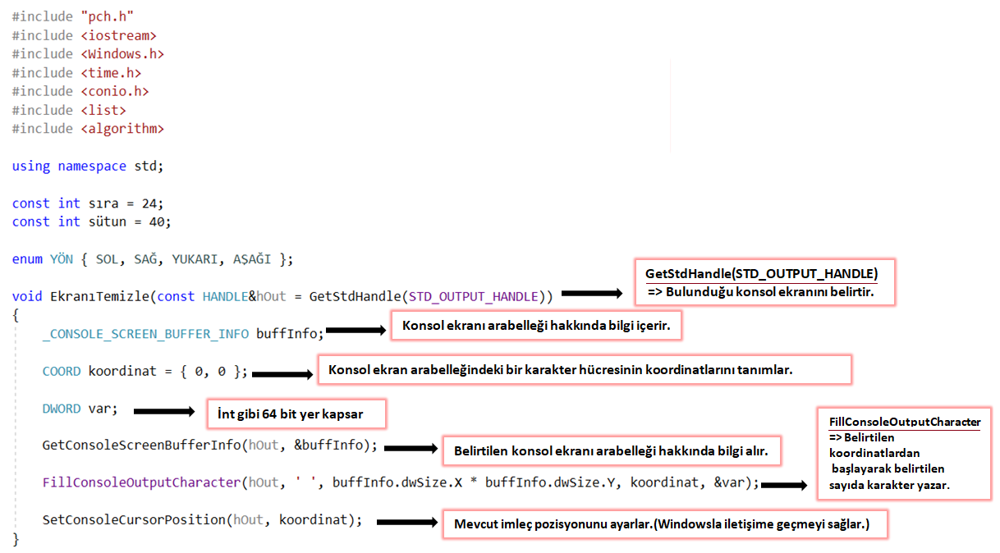 #include "pch.h"
#include <iostream>
#include <Windows.h>
#include <time.h>
#include <conio.h>
#include <list>
#include <algorithm>
using namespace std;
const int sıra = 24;
const int sütun = 40;
enum YÖN { SOL, SAĞ, YUKARI, AŞAĞI };
void EkranıTemizle(const HANDLE&hOut = GetStdHandle(STD_OUTPUT_HANDLE))
GetStdHandle(STD_OUTPUT_HANDLE)
=> Bulunduğu konsol ekranını belirtir.
{
_CONSOLE_SCREEN_BUFFER_INFO buffInfo;
Konsol ekranı arabelleği hakkında bilgi içerir.
COORD koordinat = { 0, 0 };
Konsol ekran arabelleğindeki bir karakter hücresinin koordinatlarını tanımlar.
DWORD var;
İnt gibi 64 bit yer kapsar
GetConsoleScreenBufferInfo(hOut, &buffInfo);
Belirtilen konsol ekranı arabelleği hakkında bilgi alır.
FillConsoleOutputCharacter(hOut, ' ', buffInfo.dwSize.X * buffInfo.dwSize.Y, koordinat, &var);
FillConsoleOutputCharacter
=> Belirtilen
koordinatlardan
başlayarak belirtilen
sayıda karakter yazar.
SetConsoleCursorPosition(hOut, koordinat);
Mevcut imleç pozisyonunu ayarlar.(Windowsla iletişime geçmeyi sağlar.)
}